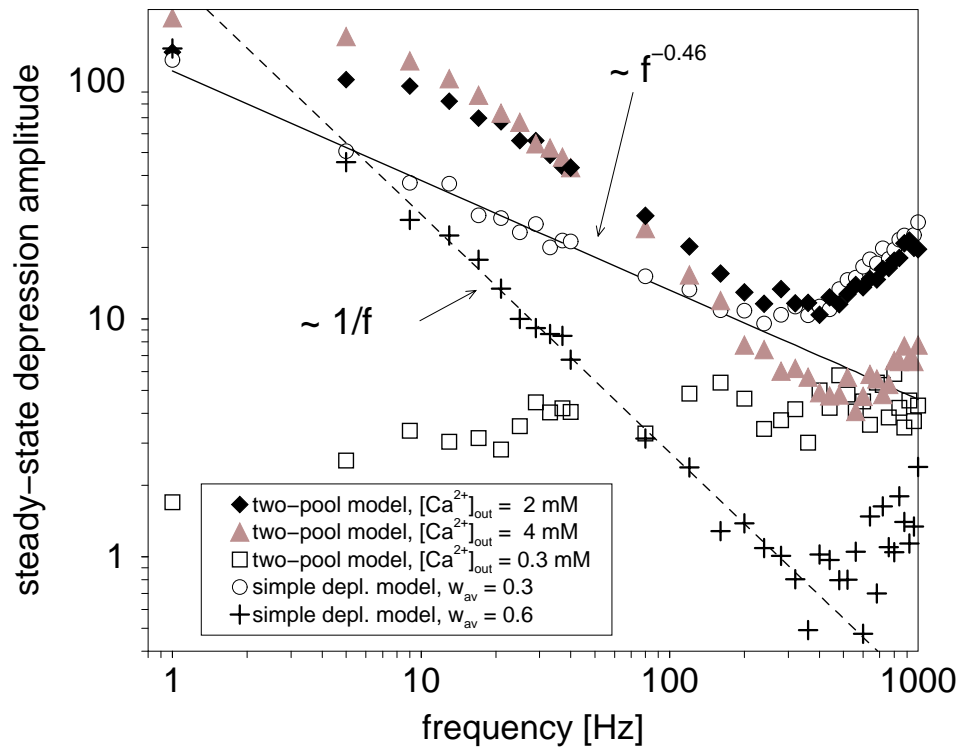 steady−state depression amplitude
100
10
1
~ f−0.46
~ 1/f
two−pool model, [Ca2+]out = 2 mM
two−pool model, [Ca2+]out = 4 mM
two−pool model, [Ca2+]out = 0.3 mM
simple depl. model, wav = 0.3
simple depl. model, wav = 0.6
1 10 100 1000
frequency [Hz]